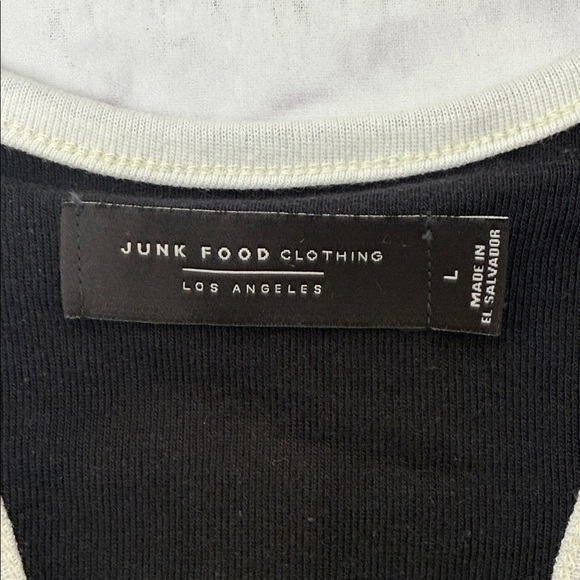 JUNK FOOD CLOTHING
LOS ANGELES
L
MADE IN
EL SALVADOR